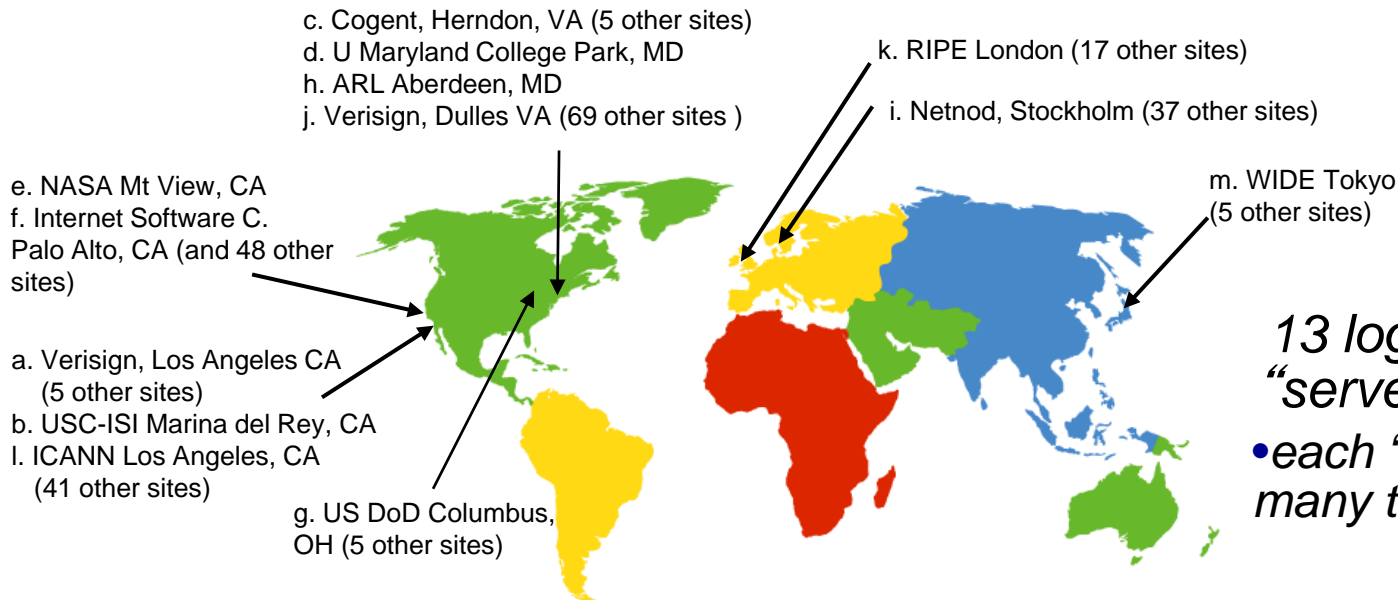 c. Cogent, Herndon, VA (5 other sites)
d. U Maryland College Park, MD
h. ARL Aberdeen, MD
j. Verisign, Dulles VA (69 other sites )
k. RIPE London (17 other sites)
i. Netnod, Stockholm (37 other sites)
m. WIDE Tokyo
(5 other sites)
e. NASA Mt View, CA
f. Internet Software C.
Palo Alto, CA (and 48 other
sites)
a. Verisign, Los Angeles CA
(5 other sites)
b. USC-ISI Marina del Rey, CA
l. ICANN Los Angeles, CA
(41 other sites)
g. US DoD Columbus,
OH (5 other sites)
13 log
“serve
•each “
many t